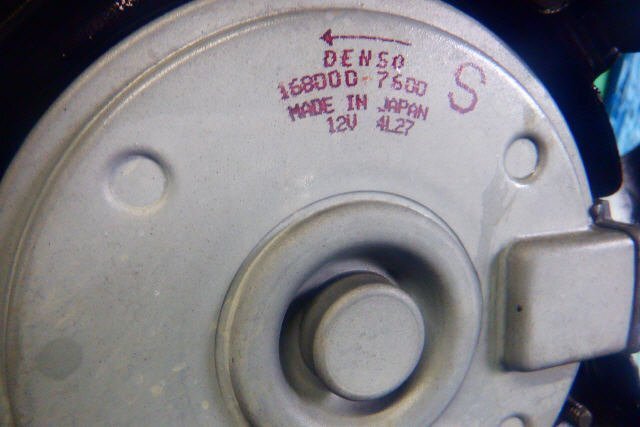 DENSO
168000-7600
S
MADE IN JAPAN
12V 4L27